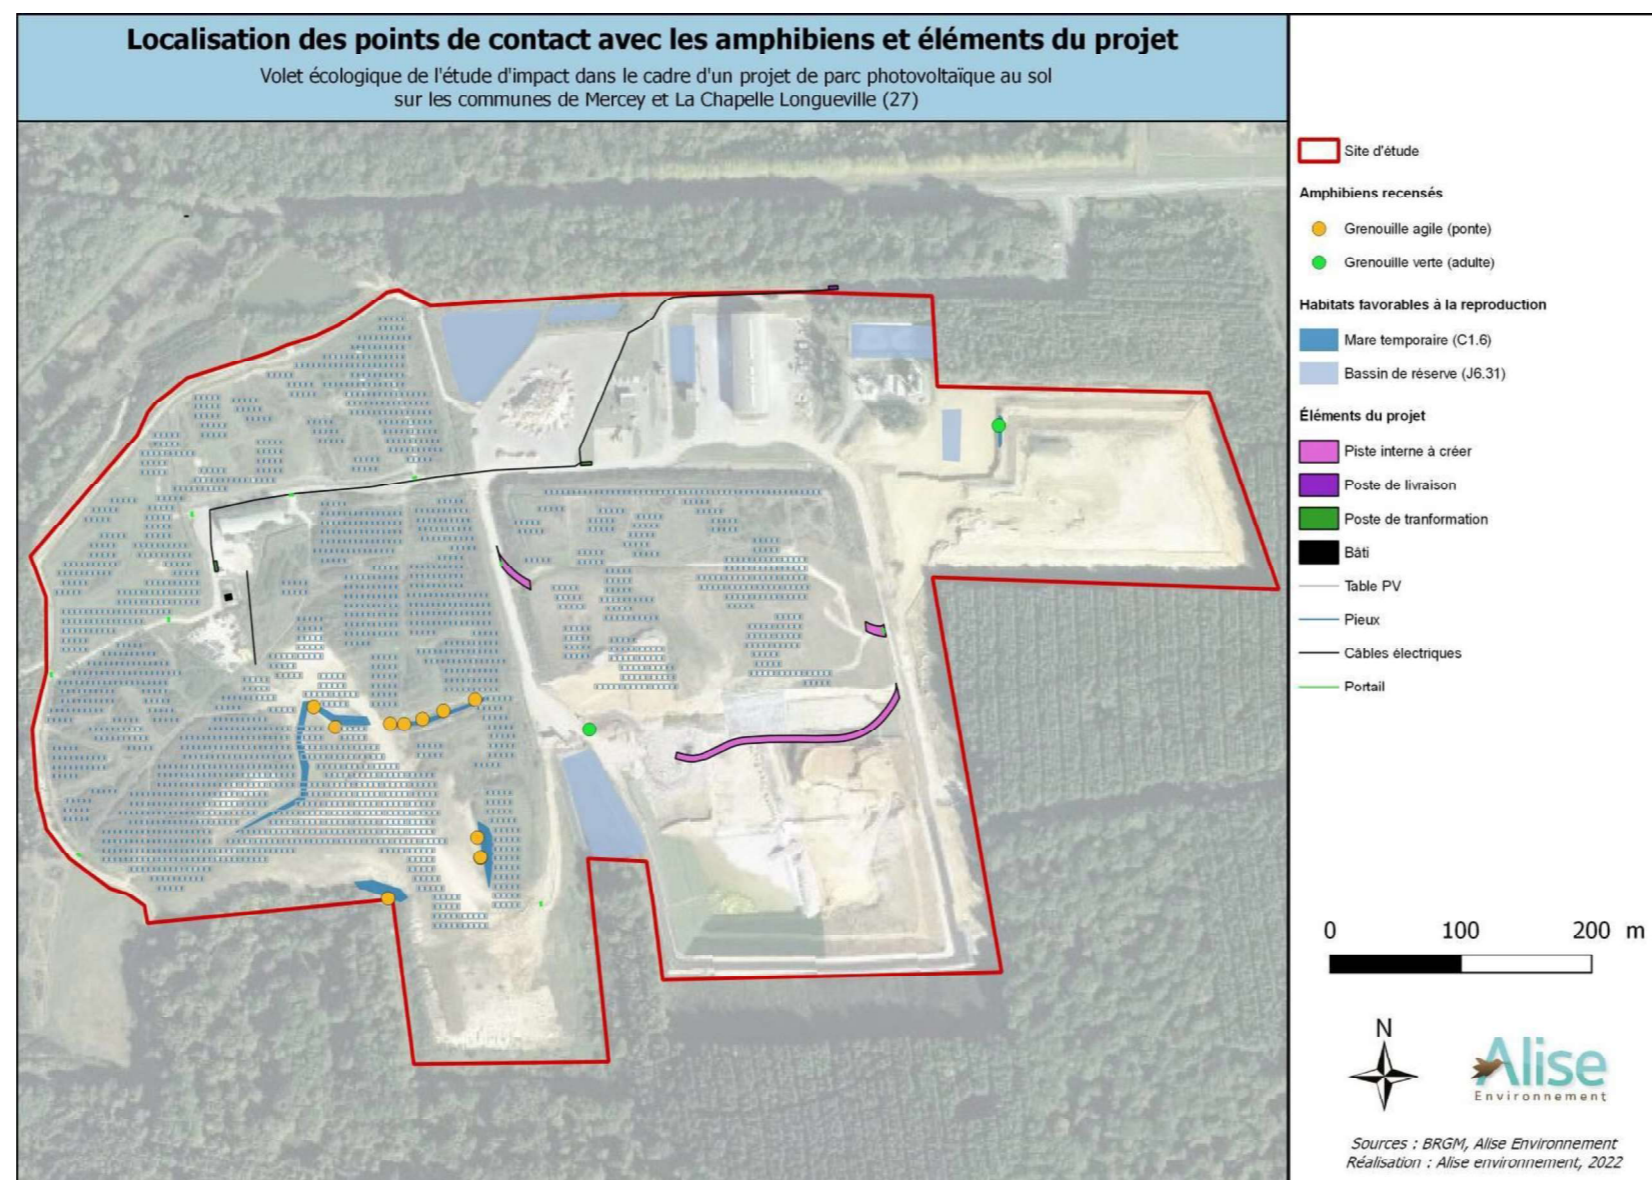 Localisation des points de contact avec les amphibiens et éléments du projet
Volet écologique de l'étude d'impact dans le cadre d'un projet de parc photovoltaïque au sol
sur les communes de Mercey et La Chapelle Longueville (27)
Site d'étude
Amphibiens recensés
Grenouille agile (ponte)
Grenouille verte (adulte)
Habitats favorables à la reproduction
Mare temporaire (C1.6)
Bassin de réserve (J6.31)
Éléments du projet
Piste interne à créer
Poste de livraison
Poste de tranformation
Bâti
Table PV
Pieux
Câbles électriques
Portail
0 100 200 m
N
Alise
Environnement
Sources : BRGM, Alise Environnement
Réalisation : Alise environnement, 2022